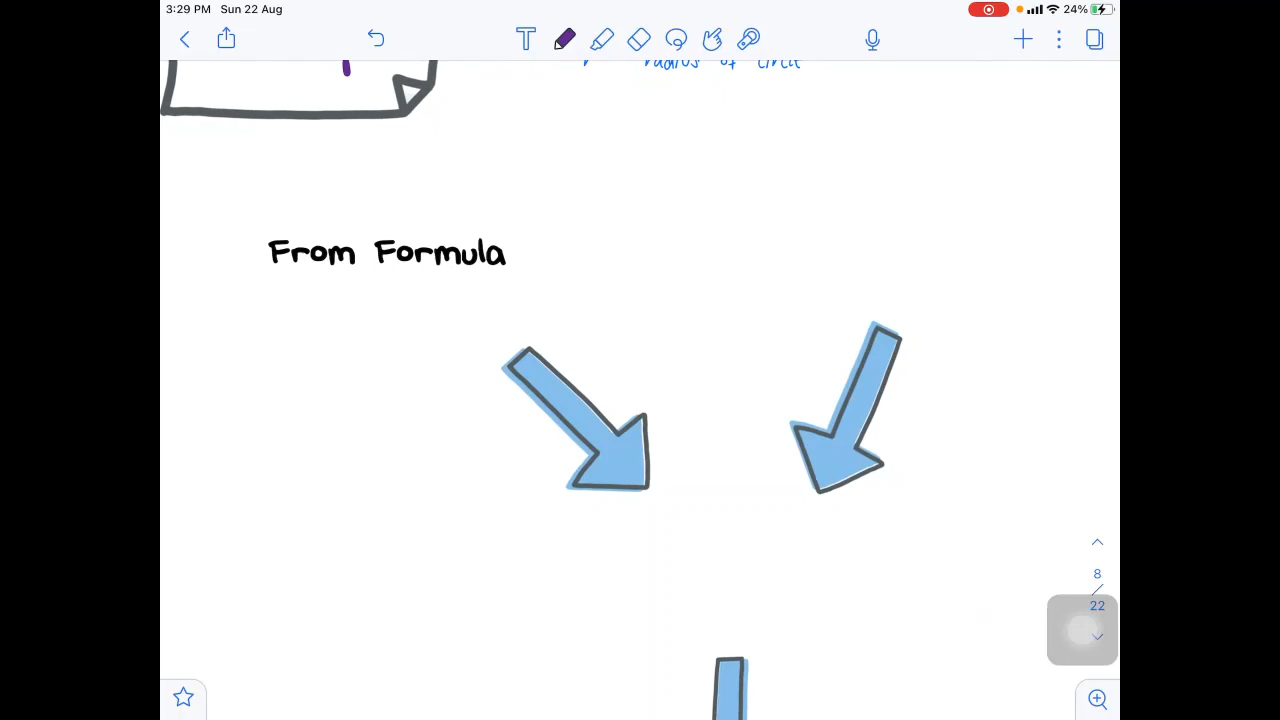 3:29 PM Sun 22 Aug 24%
T
radius of circle
From Formula
8
22